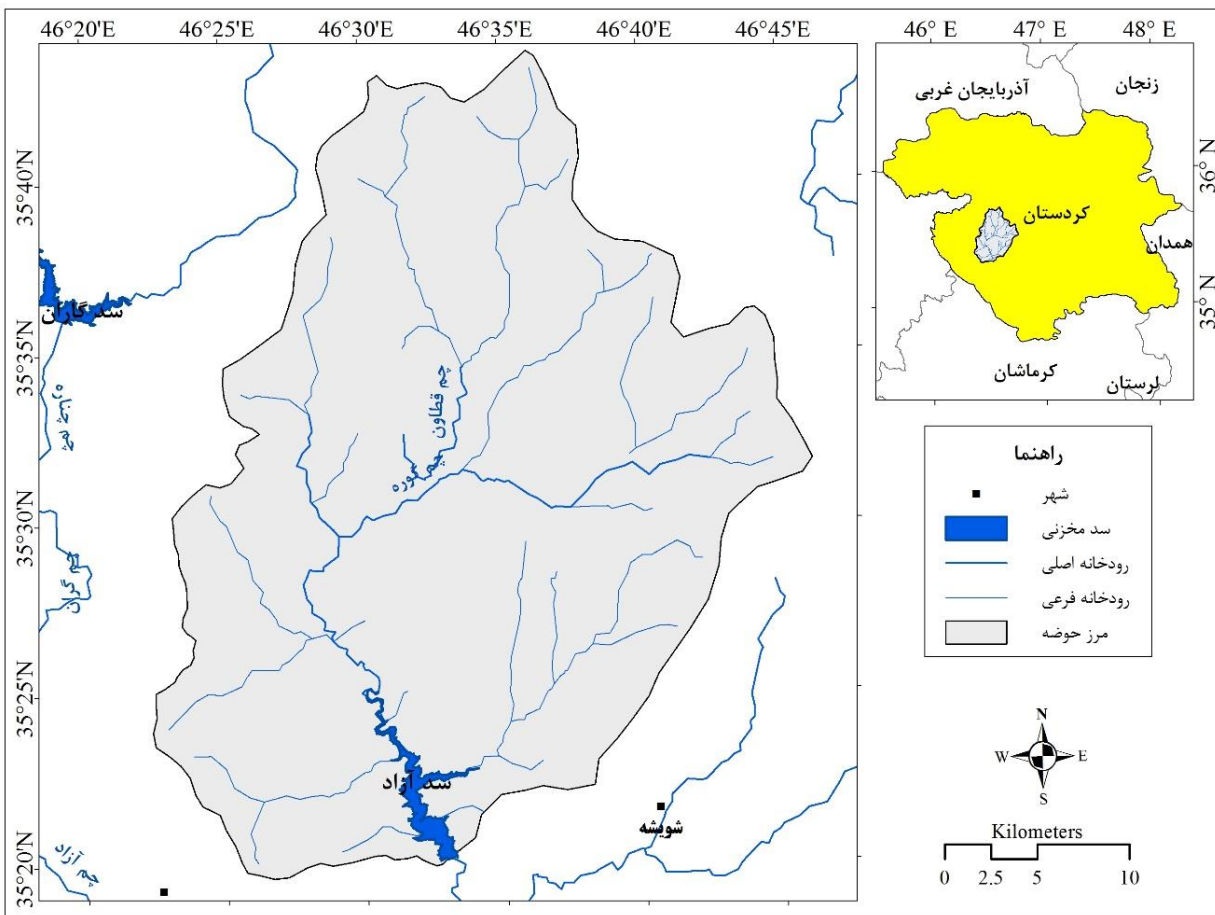 46°20'E 46°25'E 46°30'E 46°35'E 46°40'E 46°45'E
35°40'N
35°35'N
35°30'N
35°25'N
35°20'N
سد گاران
چم قطاون
چم گوران
سد آزاد
شویشه
چم آزاد
46° E 47° E 48° E
36° N
35° N
آذربایجان غربی
زنجان
کردستان
همدان
کرماشان
لرستان
راهنما
شهر
سد مخزنی
رودخانه اصلی
رودخانه فرعی
مرز حوضه
N
W E
S
Kilometers
0 2.5 5 10